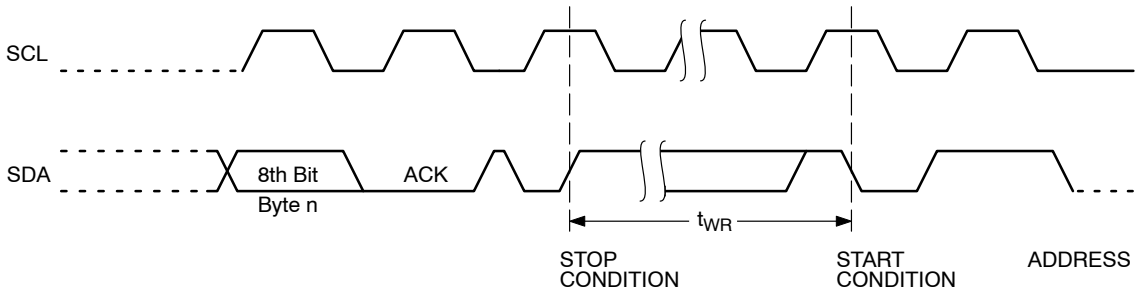 SCL
SDA
8th Bit
Byte n
ACK
tWR
STOP
CONDITION
START
CONDITION
ADDRESS